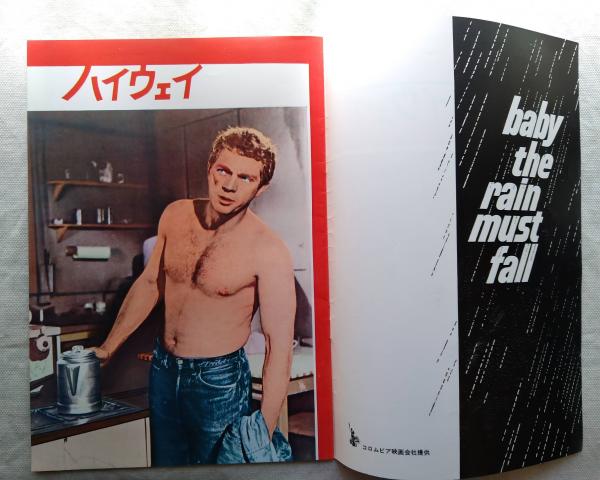 ハイウェイ
baby
the
rain
must
fall
コロムビア映画会社提供